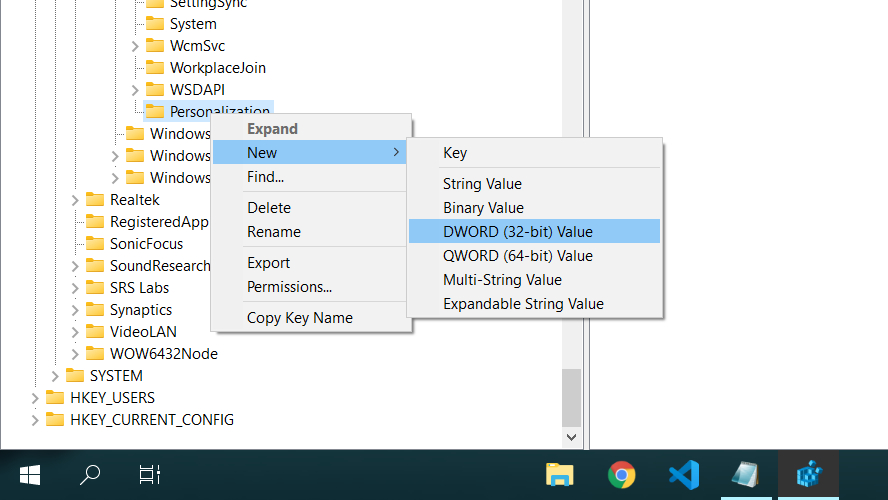 SettingSync
System
WcmSvc
WorkplaceJoin
WSDAPI
Personalization
Windows
Windows
Windows
Realtek
RegisteredApp
SonicFocus
SoundResearch
SRS Labs
Synaptics
VideoLAN
WOW6432Node
SYSTEM
HKEY_USERS
HKEY_CURRENT_CONFIG
Expand
New
Find...
Delete
Rename
Export
Permissions...
Copy Key Name
Key
String Value
Binary Value
DWORD (32-bit) Value
QWORD (64-bit) Value
Multi-String Value
Expandable String Value